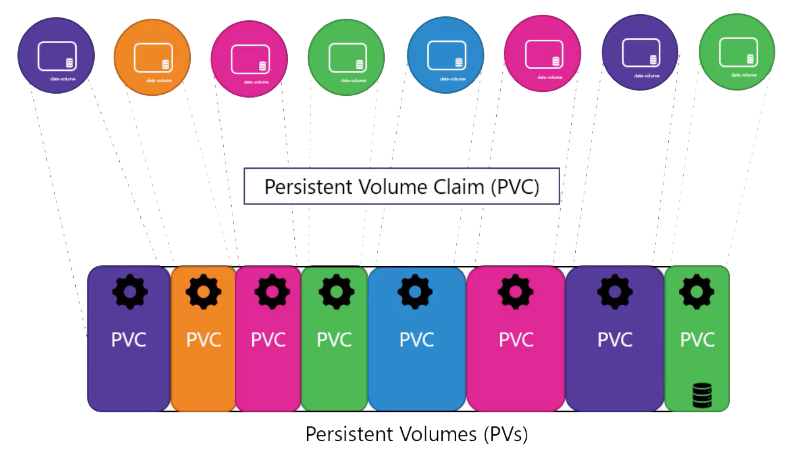 data-volume
data-volume
data-volume
data-volume
data-volume
data-volume
data-volume
data-volume
Persistent Volume Claim (PVC)
PVC
PVC
PVC
PVC
PVC
PVC
PVC
PVC
Persistent Volumes (PVs)